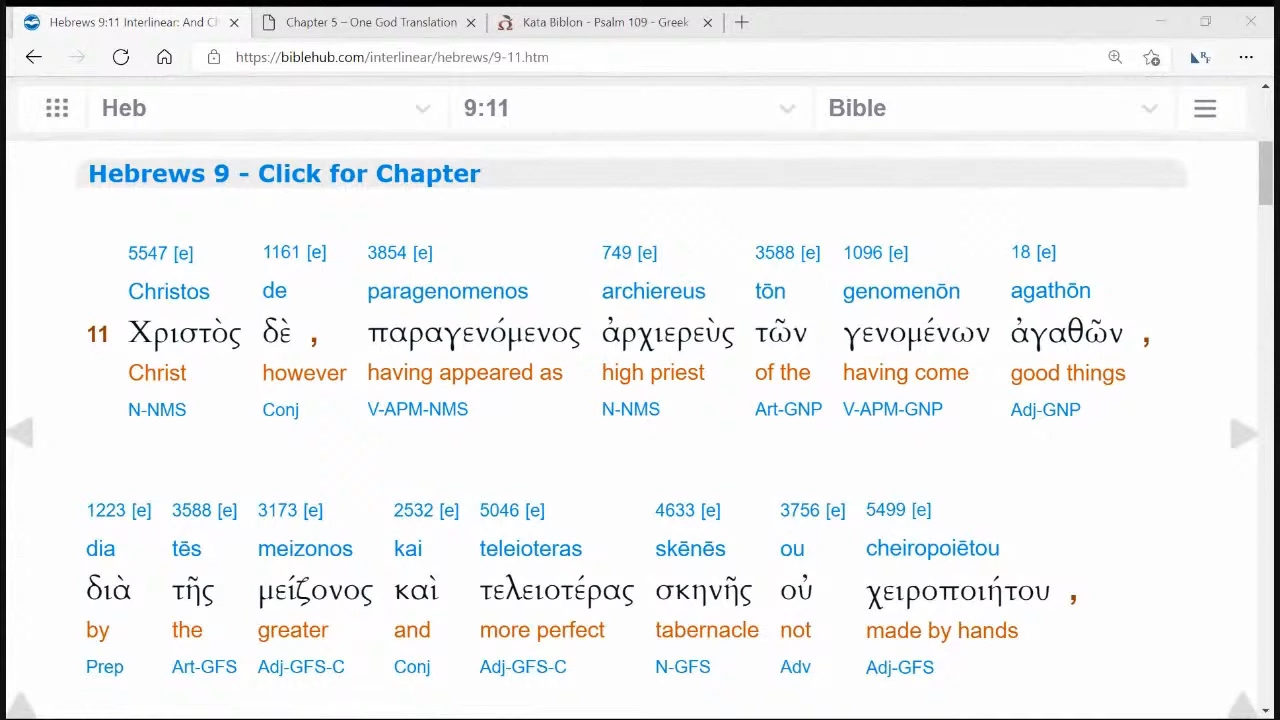 Hebrews 9:11 Interlinear: And Ch
Chapter 5 – One God Translation
Kata Biblon - Psalm 109 - Greek
https://biblehub.com/interlinear/hebrews/9-11.htm
Heb 9:11 Bible
Hebrews 9 - Click for Chapter
5547 [e] 1161 [e] 3854 [e] 749 [e] 3588 [e] 1096 [e] 18 [e]
Christos de paragenomenos archiereus tōn genomenōn agathōn
11 Χριστὸς δὲ , παραγενόμενος ἀρχιερεὺς τῶν γενομένων ἀγαθῶν ,
Christ however having appeared as high priest of the having come good things
N-NMS Conj V-APM-NMS N-NMS Art-GNP V-APM-GNP Adj-GNP
1223 [e] 3588 [e] 3173 [e] 2532 [e] 5046 [e] 4633 [e] 3756 [e] 5499 [e]
dia tēs meizonos kai teleioteras skēnēs ou cheiropoiētou
διὰ τῆς μείζονος καὶ τελειοτέρας σκηνῆς οὐ χειροποιήτου ,
by the greater and more perfect tabernacle not made by hands
Prep Art-GFS Adj-GFS-C Conj Adj-GFS-C N-GFS Adv Adj-GFS